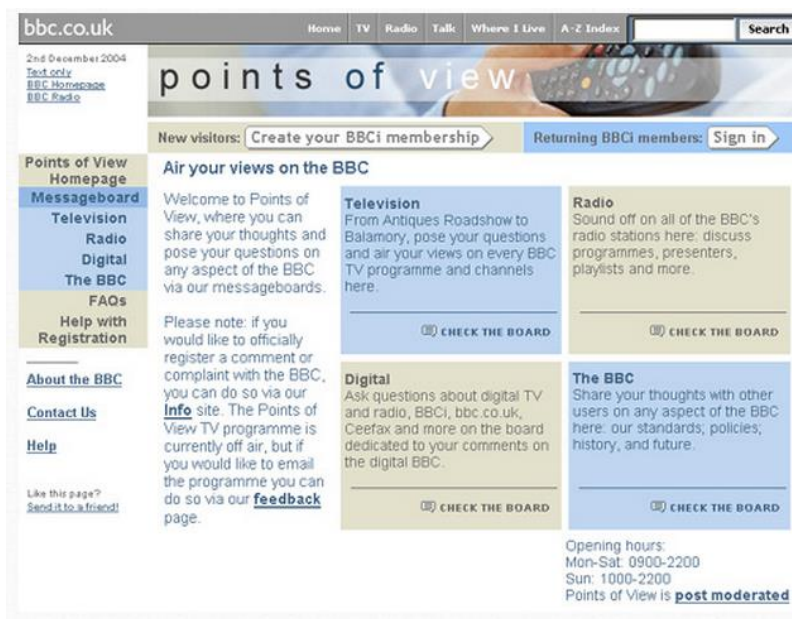 bbc.co.uk
Home TV Radio Talk Where I Live A-Z Index Search
2nd December 2004
Text only
BBC Homepage
BBC Radio
points of view
New visitors: Create your BBCi membership
Returning BBCi members: Sign in
Points of View
Homepage
Messageboard
Television
Radio
Digital
The BBC
FAQs
Help with
Registration
About the BBC
Contact Us
Help
Like this page?
Send it to a friend!
Air your views on the BBC
Welcome to Points of
View, where you can
share your thoughts and
pose your questions on
any aspect of the BBC
via our messageboards.
Please note: if you
would like to officially
register a comment or
complaint with the BBC,
you can do so via our
Info site. The Points of
View TV programme is
currently off air, but if
you would like to email
the programme you can
do so via our feedback
page.
Television
From Antiques Roadshow to
Balamory, pose your questions
and air your views on every BBC
TV programme and channels
here.
CHECK THE BOARD
Radio
Sound off on all of the BBC's
radio stations here: discuss
programmes, presenters,
playlists and more.
CHECK THE BOARD
Digital
Ask questions about digital TV
and radio, BBCi, bbc.co.uk,
Ceefax and more on the board
dedicated to your comments on
the digital BBC.
CHECK THE BOARD
The BBC
Share your thoughts with other
users on any aspect of the BBC
here: our standards; policies;
history, and future.
CHECK THE BOARD
Opening hours:
Mon-Sat: 0900-2200
Sun: 1000-2200
Points of View is post moderated